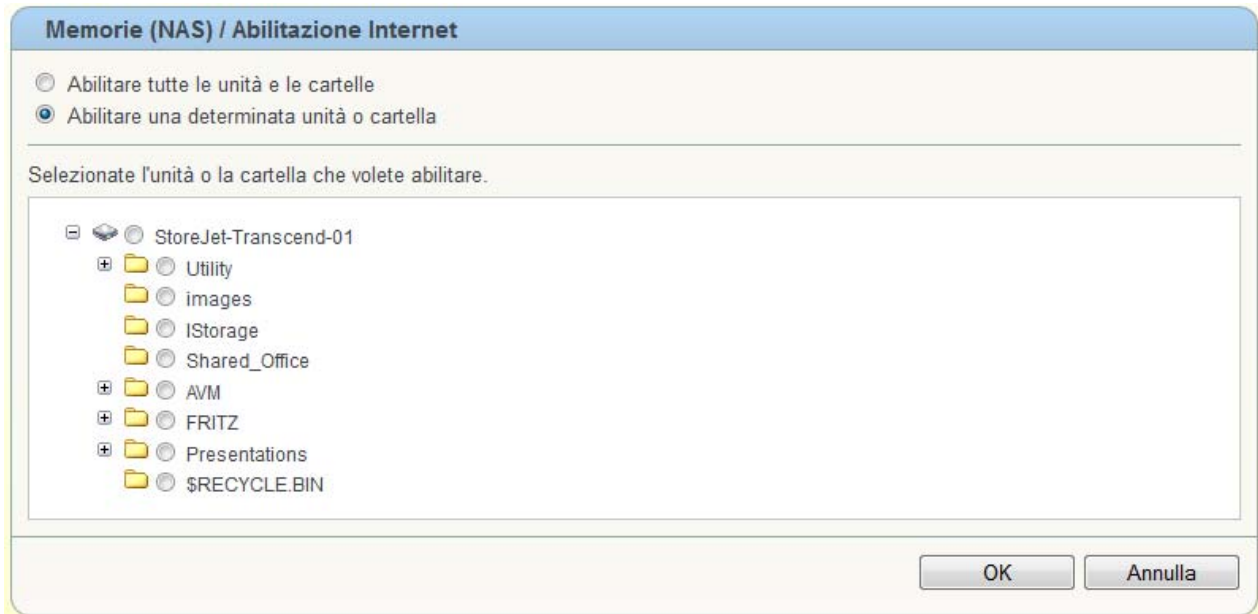 Memorie (NAS) / Abilitazione Internet
Abilitare tutte le unità e le cartelle
Abilitare una determinata unità o cartella
Selezionate l'unità o la cartella che volete abilitare.
StoreJet-Transcend-01
Utility
images
IStorage
Shared_Office
AVM
FRITZ
Presentations
$RECYCLE.BIN
OK Annulla